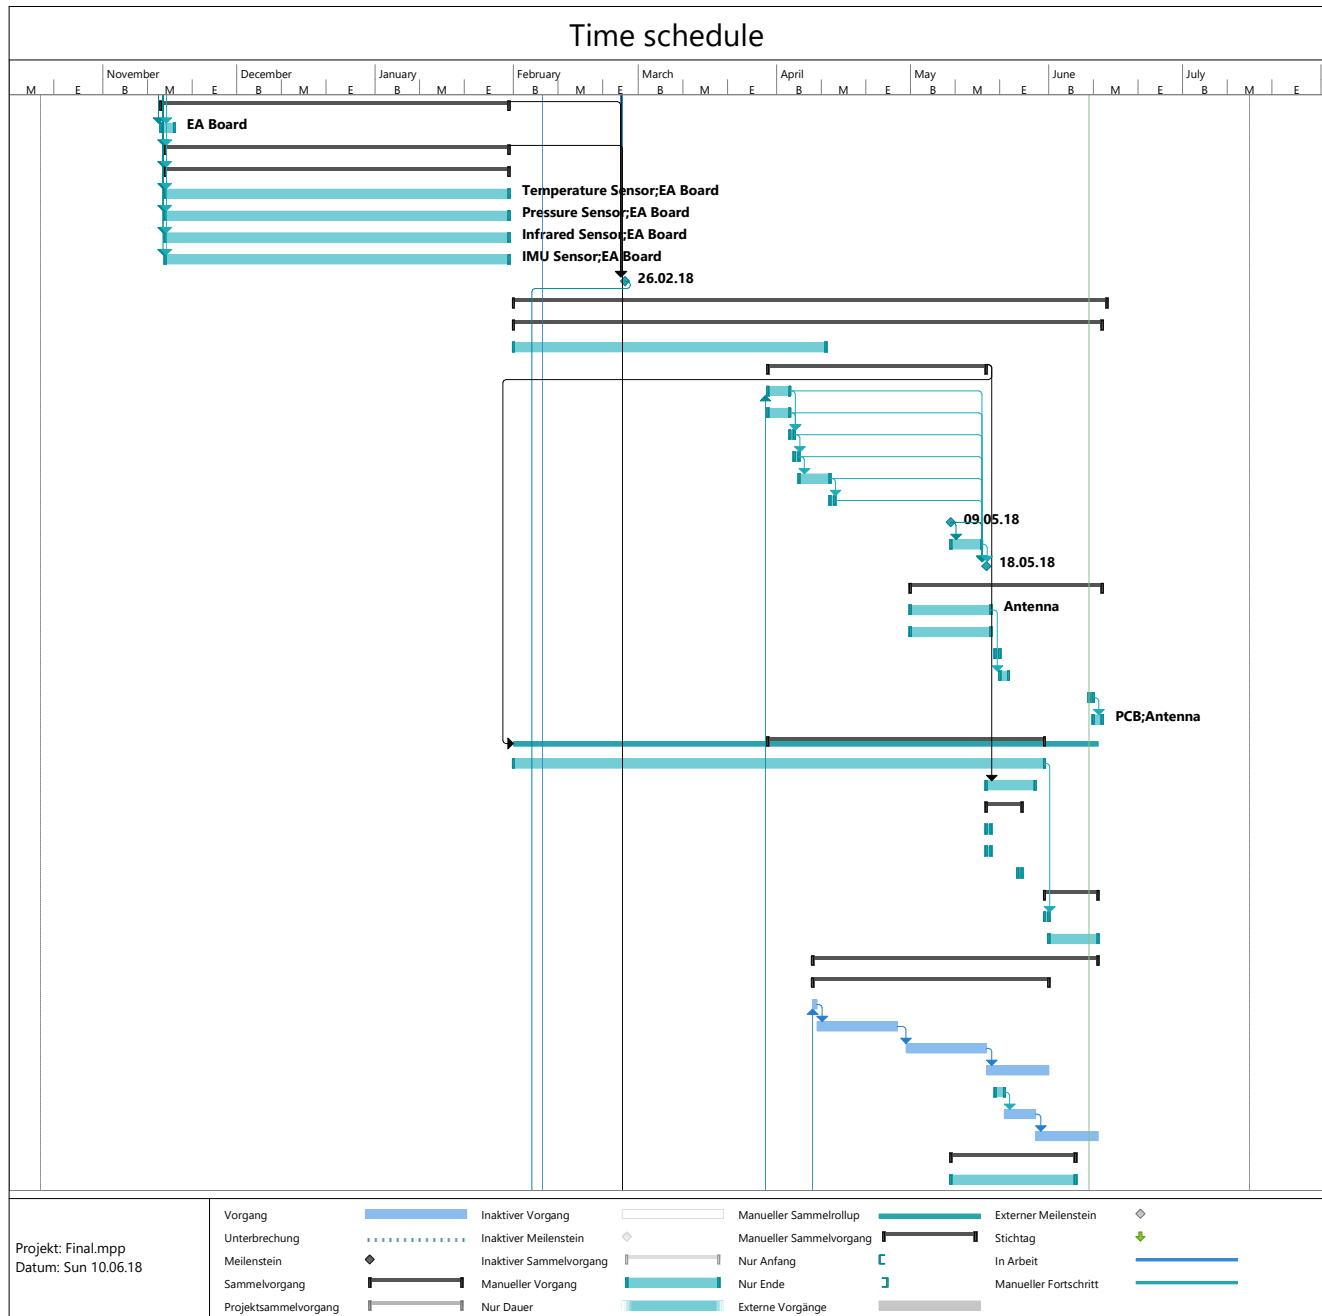 Time schedule
November December January February March April May June July
M E B M E B M E B M E B M E B M E B M E B M E B M E B M E
EA Board
Temperature Sensor;EA Board
Pressure Sensor;EA Board
Infrared Sensor;EA Board
IMU Sensor;EA Board
26.02.18
09.05.18
18.05.18
Antenna
PCB;Antenna
Projekt: Final.mpp
Datum: Sun 10.06.18
Vorgang
Unterbrechung
Meilenstein
Sammelvorgang
Projektsammelvorgang
Inaktiver Vorgang
Inaktiver Meilenstein
Inaktiver Sammelvorgang
Manueller Vorgang
Nur Dauer
Manueller Sammelrollup
Manueller Sammelvorgang
Nur Anfang
Nur Ende
Externe Vorgänge
Externer Meilenstein
Stichtag
In Arbeit
Manueller Fortschritt